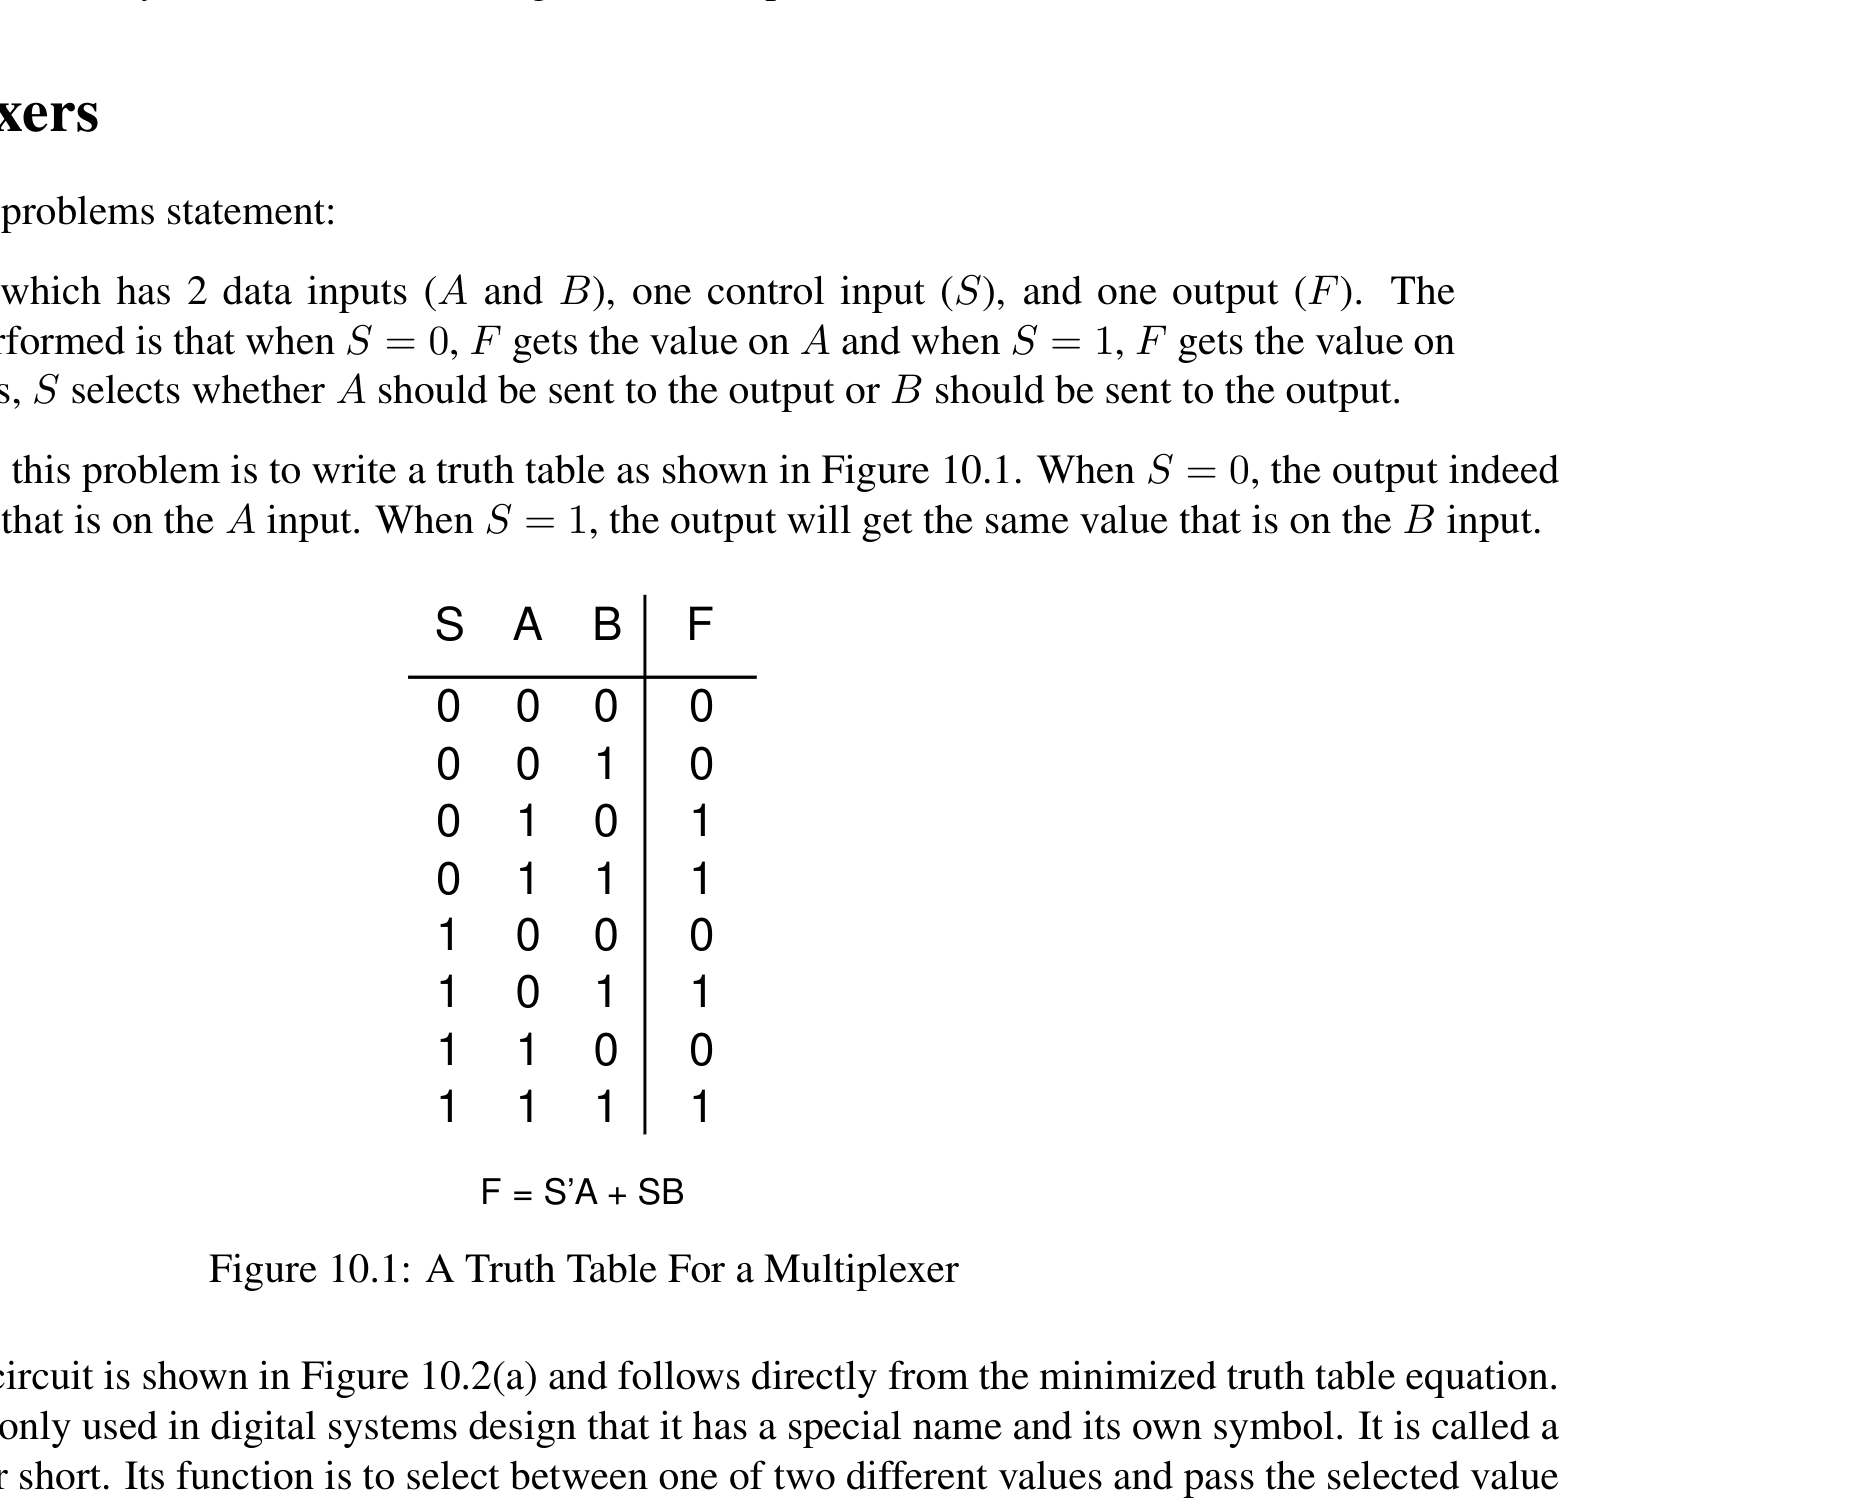 xers
problems statement:
which has 2 data inputs (A and B), one control input (S), and one output (F). The
rformed is that when S = 0, F gets the value on A and when S = 1, F gets the value on
s, S selects whether A should be sent to the output or B should be sent to the output.
this problem is to write a truth table as shown in Figure 10.1. When S = 0, the output indeed
that is on the A input. When S = 1, the output will get the same value that is on the B input.
S A B F
0 0 0 0
0 0 1 0
0 1 0 1
0 1 1 1
1 0 0 0
1 0 1 1
1 1 0 0
1 1 1 1
F = S’A + SB
Figure 10.1: A Truth Table For a Multiplexer
circuit is shown in Figure 10.2(a) and follows directly from the minimized truth table equation.
only used in digital systems design that it has a special name and its own symbol. It is called a
r short. Its function is to select between one of two different values and pass the selected value